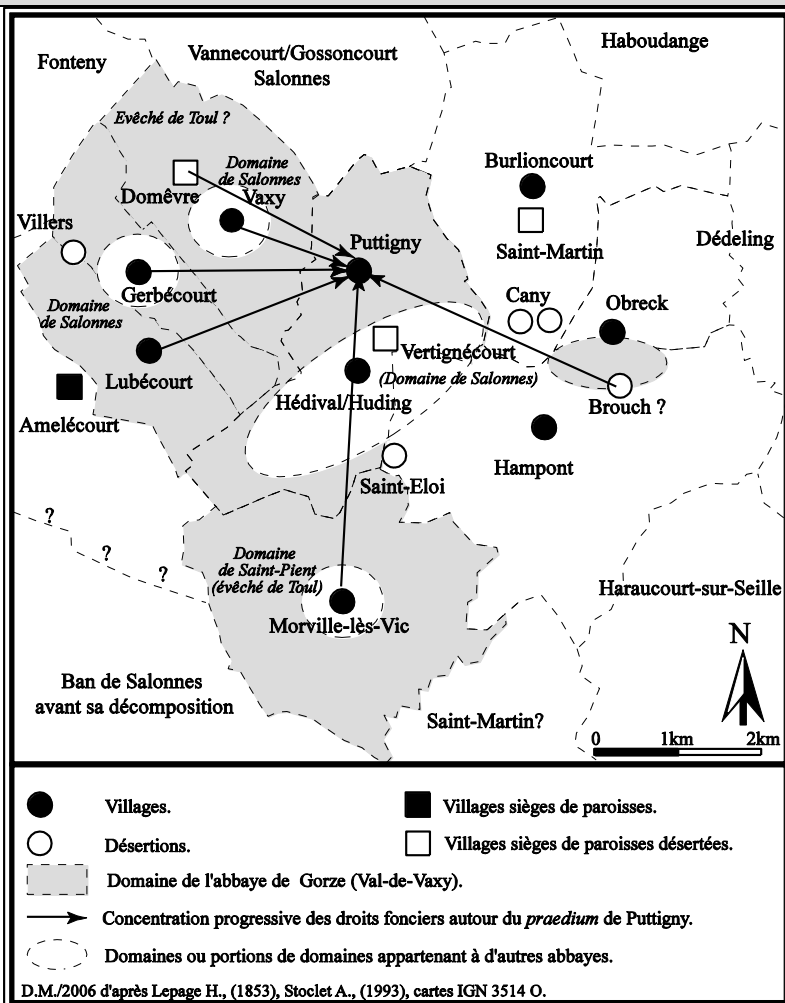 Fonteny
Vannecourt/Gossoncourt
Salonnes
Haboudange
Evêché de Toul ?
Domaine
de Salonnes
Domêvre
Vaxy
Burlioncourt
Saint-Martin
Dédeling
Villers
Puttigny
Gerbécourt
Cany
Obreck
Domaine
de Salonnes
Vertignécourt
(Domaine de Salonnes)
Lubécourt
Hédival/Huding
Brouch ?
Amelécourt
Hampont
Saint-Eloi
?
?
?
Domaine
de Saint-Pient
(évêché de Toul)
Haraucourt-sur-Seille
Morville-lès-Vic
N
Ban de Salonnes
avant sa décomposition
Saint-Martin?
0 1km 2km
Villages.
Villages sièges de paroisses.
Désertions.
Villages sièges de paroisses désertées.
Domaine de l'abbaye de Gorze (Val-de-Vaxy).
Concentration progressive des droits fonciers autour du praedium de Puttigny.
Domaines ou portions de domaines appartenant à d'autres abbayes.
D.M./2006 d'après Lepage H., (1853), Stoclet A., (1993), cartes IGN 3514 O.